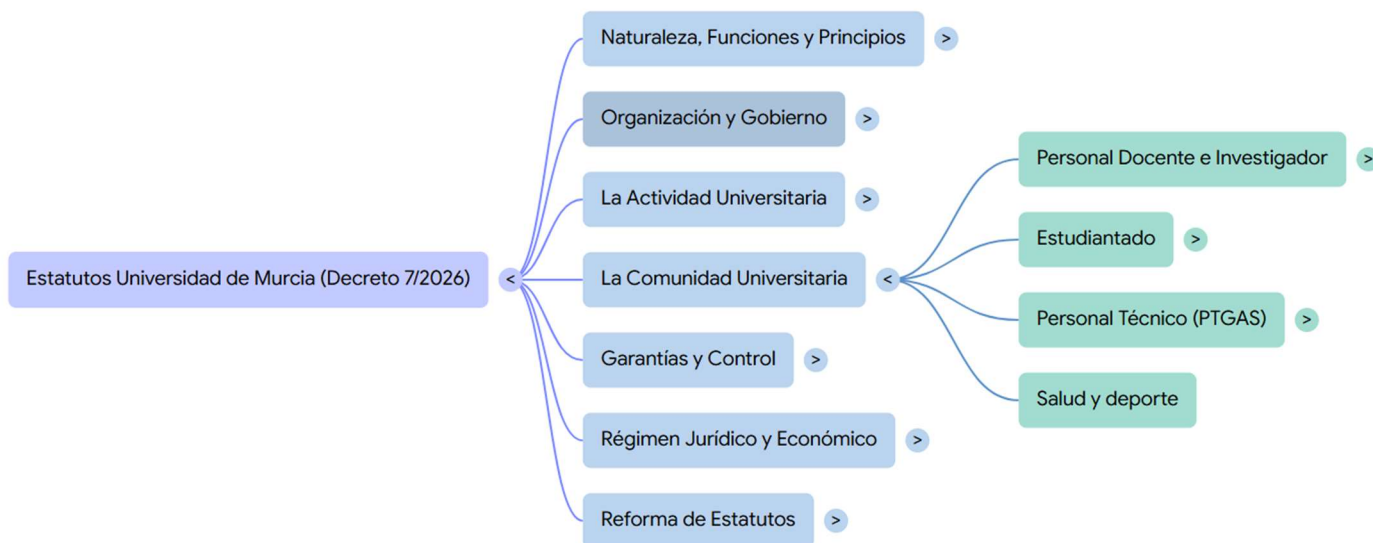 Estatutos Universidad de Murcia (Decreto 7/2026)
<
Naturaleza, Funciones y Principios
>
Organización y Gobierno
>
La Actividad Universitaria
>
La Comunidad Universitaria
<
Personal Docente e Investigador
>
Estudiantado
>
Personal Técnico (PTGAS)
>
Salud y deporte
Garantías y Control
>
Régimen Jurídico y Económico
>
Reforma de Estatutos
>